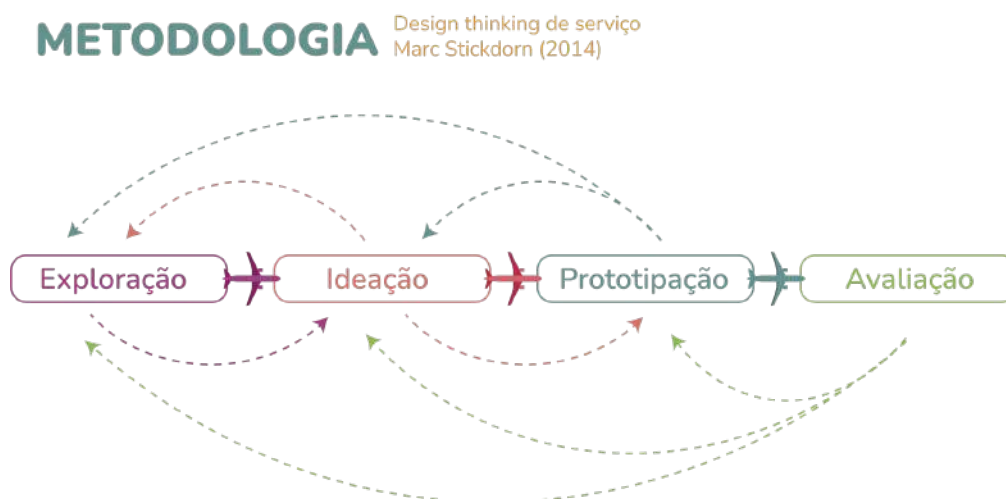 METODOLOGIA
Design thinking de serviço
Marc Stickdorn (2014)
Exploração
Ideação
Prototipação
Avaliação